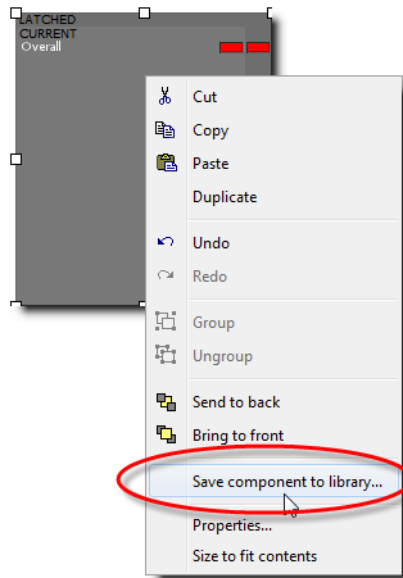 LATCHED
CURRENT
Overall
Cut
Copy
Paste
Duplicate
Undo
Redo
Group
Ungroup
Send to back
Bring to front
Save component to library...
Properties...
Size to fit contents